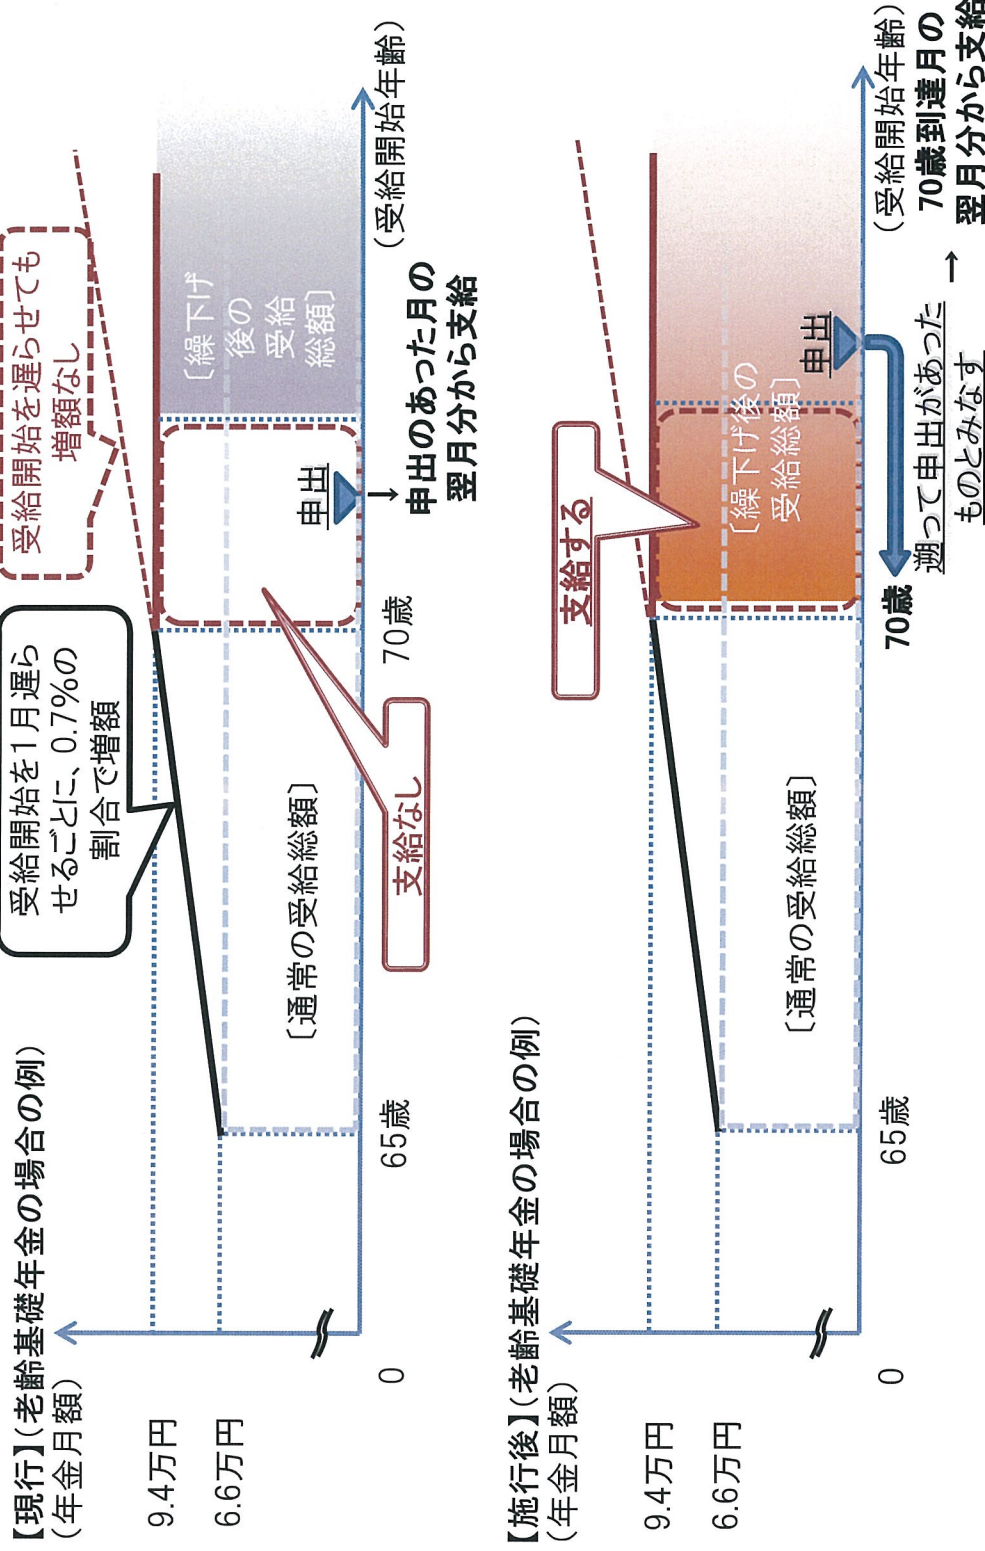 【現行】(老齢基礎年金の場合の例)
(年金月額)
9.4万円
6.6万円
0
65歳
70歳
(受給開始年齢)
受給開始を1月遅ら
せるごとに、0.7%の
割合で増額
受給開始を遅らせても
増額なし
〔通常の受給総額〕
支給なし
申出
↓
申出のあった月の
翌月分から支給
〔繰下げ
後の
受給
総額〕
【施行後】(老齢基礎年金の場合の例)
(年金月額)
9.4万円
6.6万円
0
65歳
70歳
(受給開始年齢)
〔通常の受給総額〕
支給する
〔繰下げ後の
受給総額〕
申出
遡って申出があった
ものとみなす
→
70歳到達月の
翌月分から支給